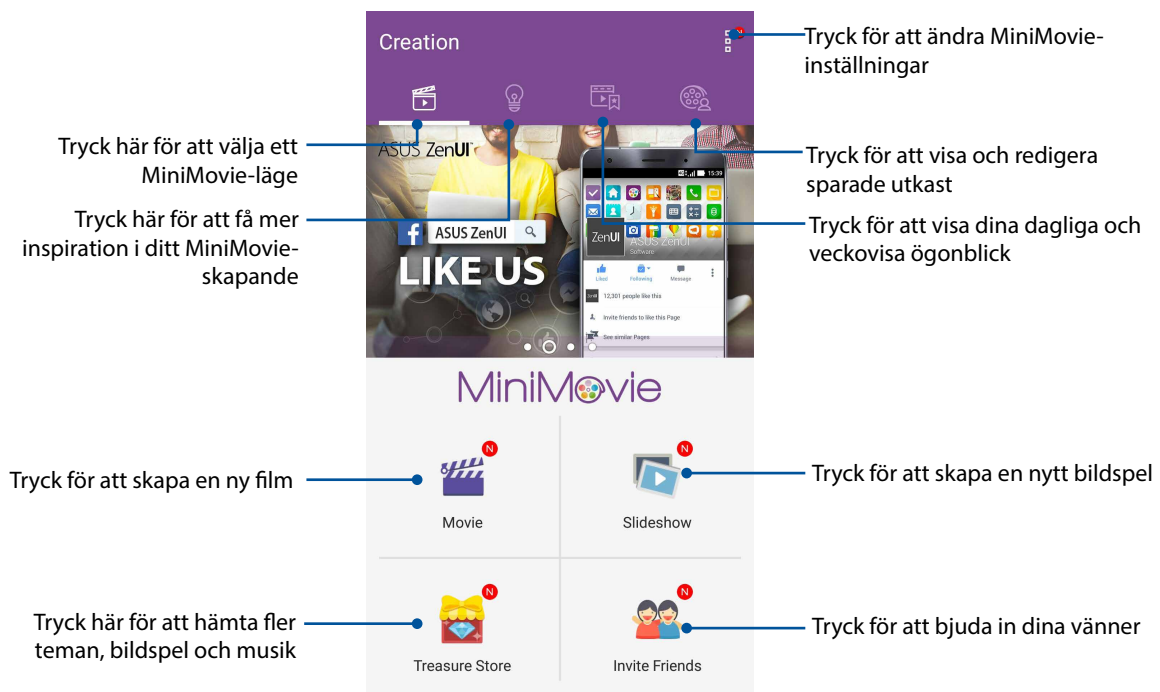 Creation
N
Tryck för att ändra MiniMovie-
inställningar
Tryck här för att välja ett
MiniMovie-läge
Tryck här för att få mer
inspiration i ditt MiniMovie-
skapande
ASUS ZenUI
ASUS ZenUI
LIKE US
15:39
ZenUI
ASUS ZenUI
Software
Liked
Following
Message
ZenUI
12,301 people like this
Invite friends to like this Page
See similar Pages
Tryck för att visa och redigera
sparade utkast
Tryck för att visa dina dagliga och
veckovisa ögonblick
MiniMovie
Tryck för att skapa en ny film
N
Movie
N
Slideshow
Tryck för att skapa en nytt bildspel
Tryck här för att hämta fler
teman, bildspel och musik
N
Treasure Store
N
Invite Friends
Tryck för att bjuda in dina vänner